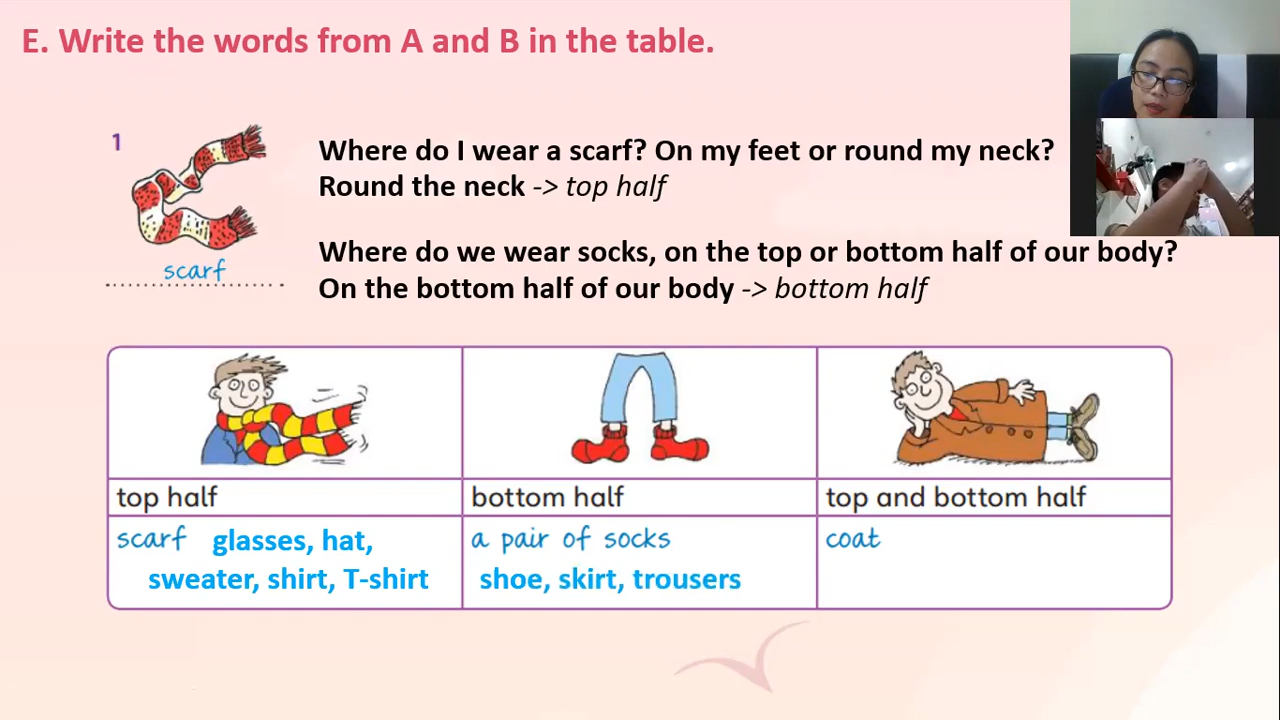 E. Write the words from A and B in the table.
1
Where do I wear a scarf? On my feet or round my neck?
Round the neck -> top half
scarf
Where do we wear socks, on the top or bottom half of our body?
On the bottom half of our body -> bottom half
top half
bottom half
top and bottom half
scarf glasses, hat,
sweater, shirt, T-shirt
a pair of socks
shoe, skirt, trousers
coat